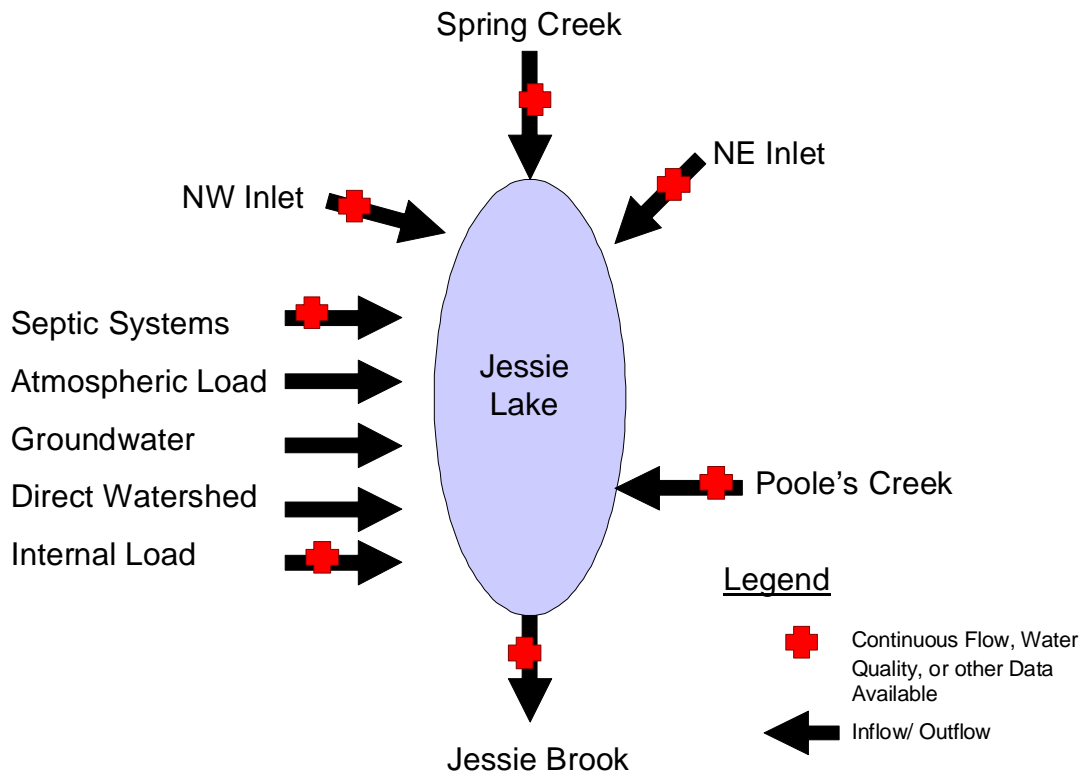 Spring Creek
NE Inlet
NW Inlet
Septic Systems
Atmospheric Load
Groundwater
Direct Watershed
Internal Load
Jessie
Lake
Poole's Creek
Legend
Continuous Flow, Water
Quality, or other Data
Available
Inflow/ Outflow
Jessie Brook